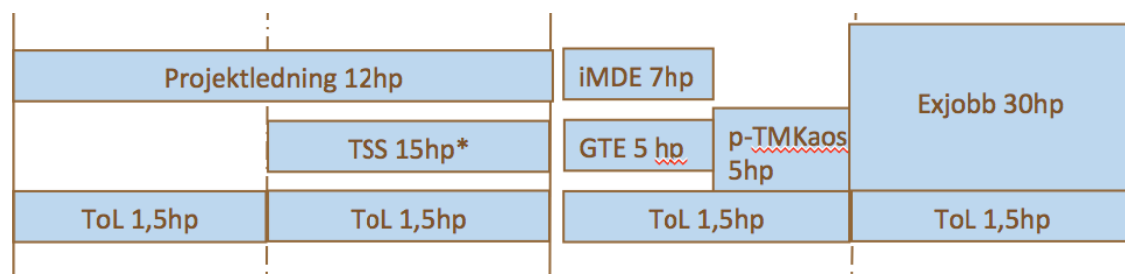 Projektledning 12hp
iMDE 7hp
Exjobb 30hp
TSS 15hp*
GTE 5 hp
p-TMKaos
5hp
ToL 1,5hp
ToL 1,5hp
ToL 1,5hp
ToL 1,5hp